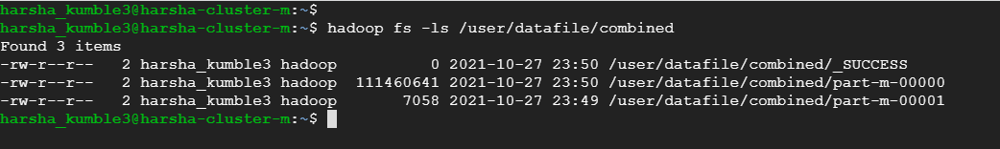 harsha_kumble3@harsha-cluster-m:~$
harsha_kumble3@harsha-cluster-m:~$ hadoop fs -ls /user/datafile/combined
Found 3 items
-rw-r--r--   2 harsha_kumble3 hadoop          0 2021-10-27 23:50 /user/datafile/combined/_SUCCESS
-rw-r--r--   2 harsha_kumble3 hadoop  111460641 2021-10-27 23:50 /user/datafile/combined/part-m-00000
-rw-r--r--   2 harsha_kumble3 hadoop       7058 2021-10-27 23:49 /user/datafile/combined/part-m-00001
harsha_kumble3@harsha-cluster-m:~$